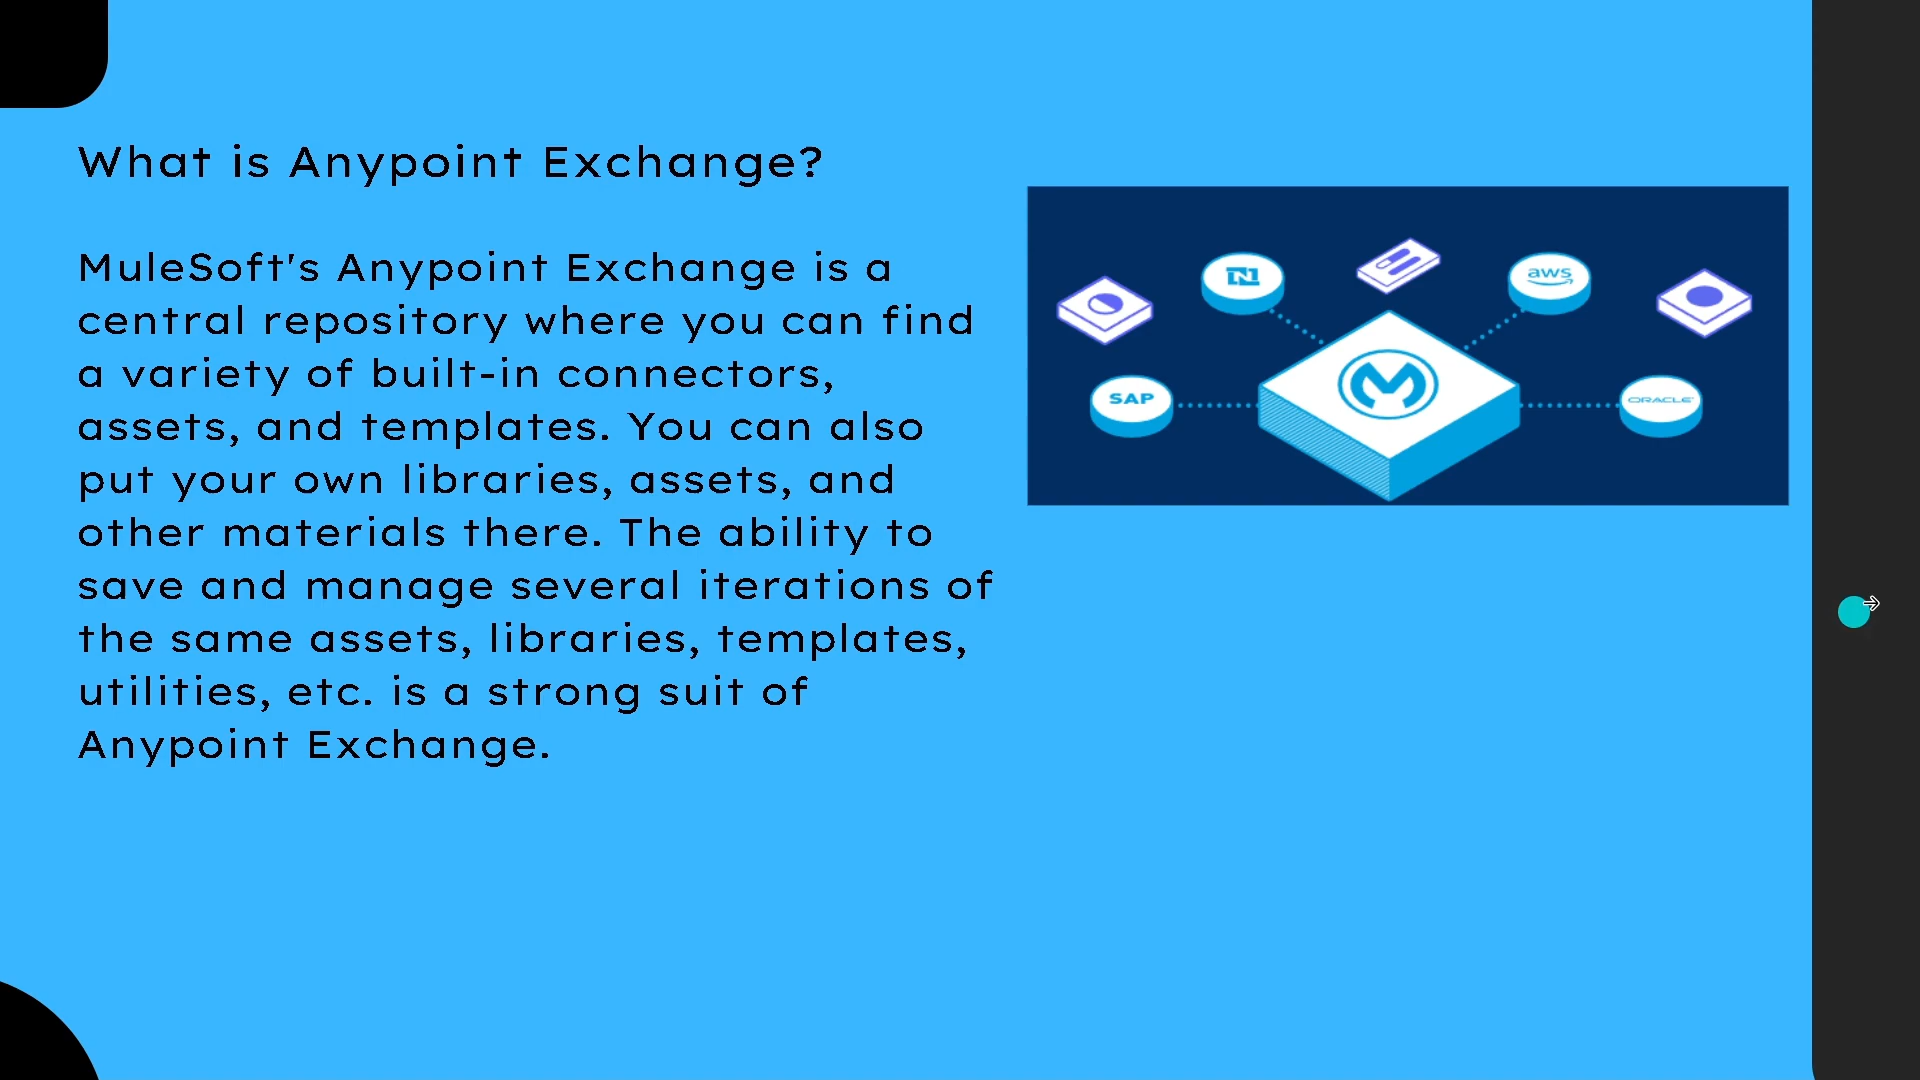 What is Anypoint Exchange?
MuleSoft's Anypoint Exchange is a
central repository where you can find
a variety of built-in connectors,
assets, and templates. You can also
put your own libraries, assets, and
other materials there. The ability to
save and manage several iterations of
the same assets, libraries, templates,
utilities, etc. is a strong suit of
Anypoint Exchange.
N
aws
SAP
ORACLE